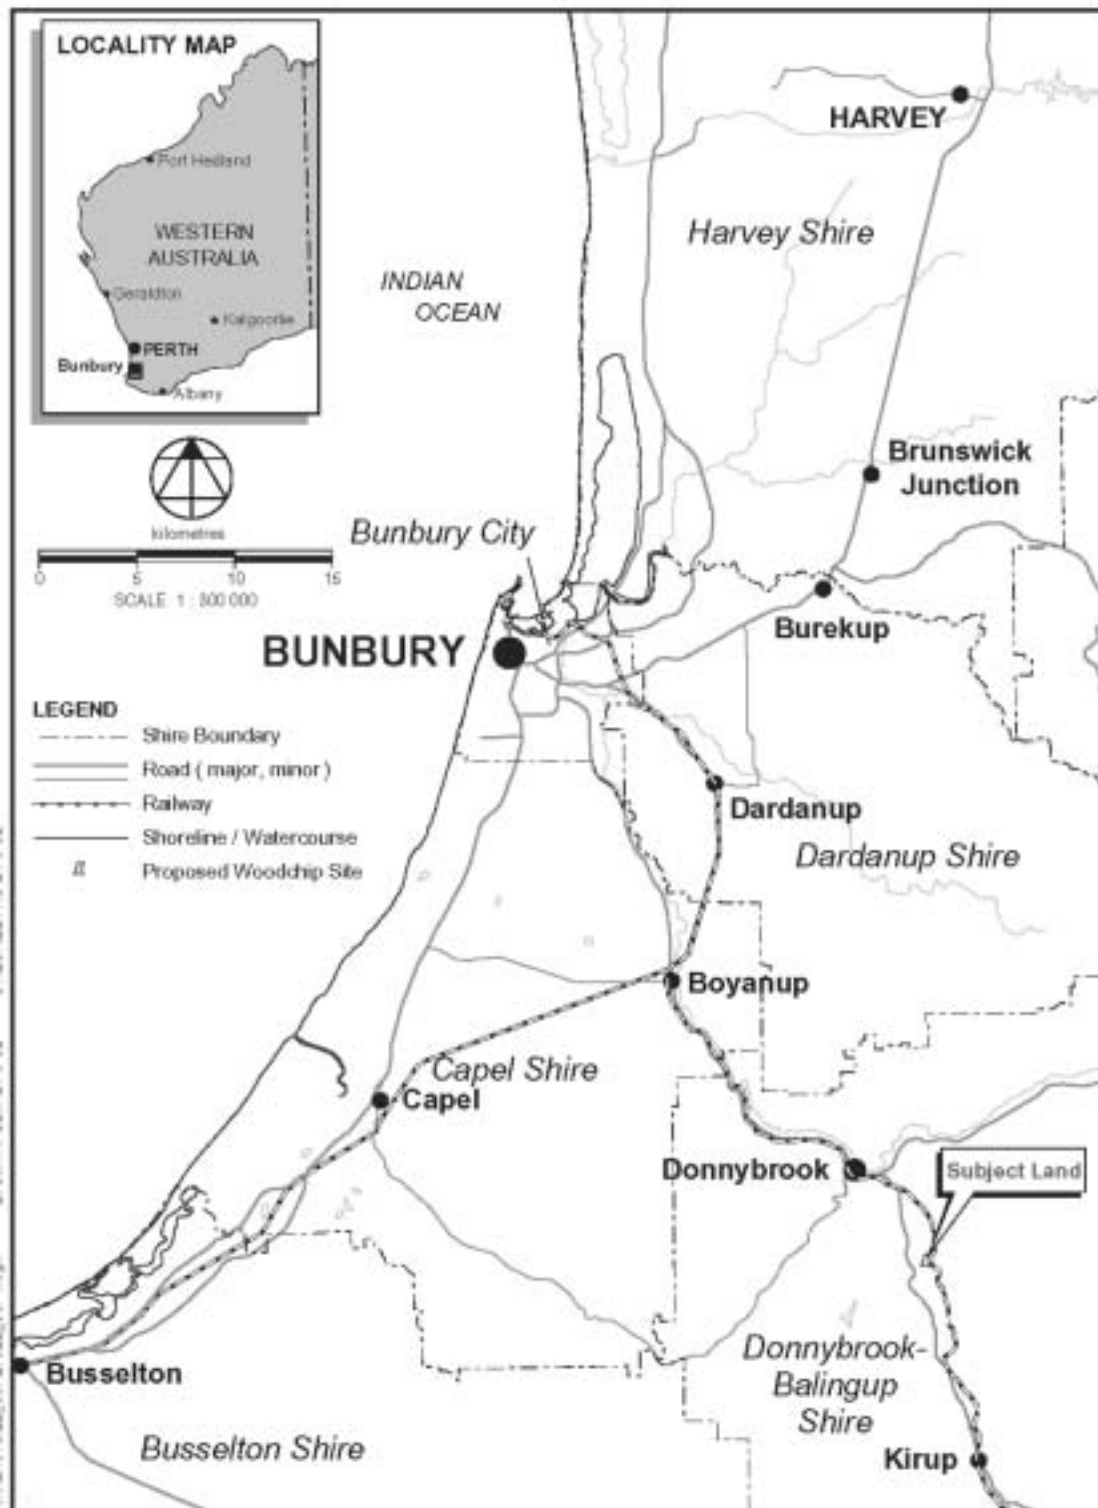 LOCALITY MAP
Port Hedland
WESTERN
AUSTRALIA
Geraldton
Kalgoorlie
PERTH
Bunbury
Albany
kilometres
0 5 10 15
SCALE 1 : 300 000
INDIAN
OCEAN
HARVEY
Harvey Shire
Brunswick
Junction
Bunbury City
BUNBURY
Burekup
LEGEND
Shire Boundary
Road ( major, minor )
Railway
Shoreline / Watercourse
Proposed Woodchip Site
Dardanup
Dardanup Shire
Boyanup
Capel Shire
Capel
Donnybrook
Subject Land
Busselton
Busselton Shire
Donnybrook-
Balingup
Shire
Kirup